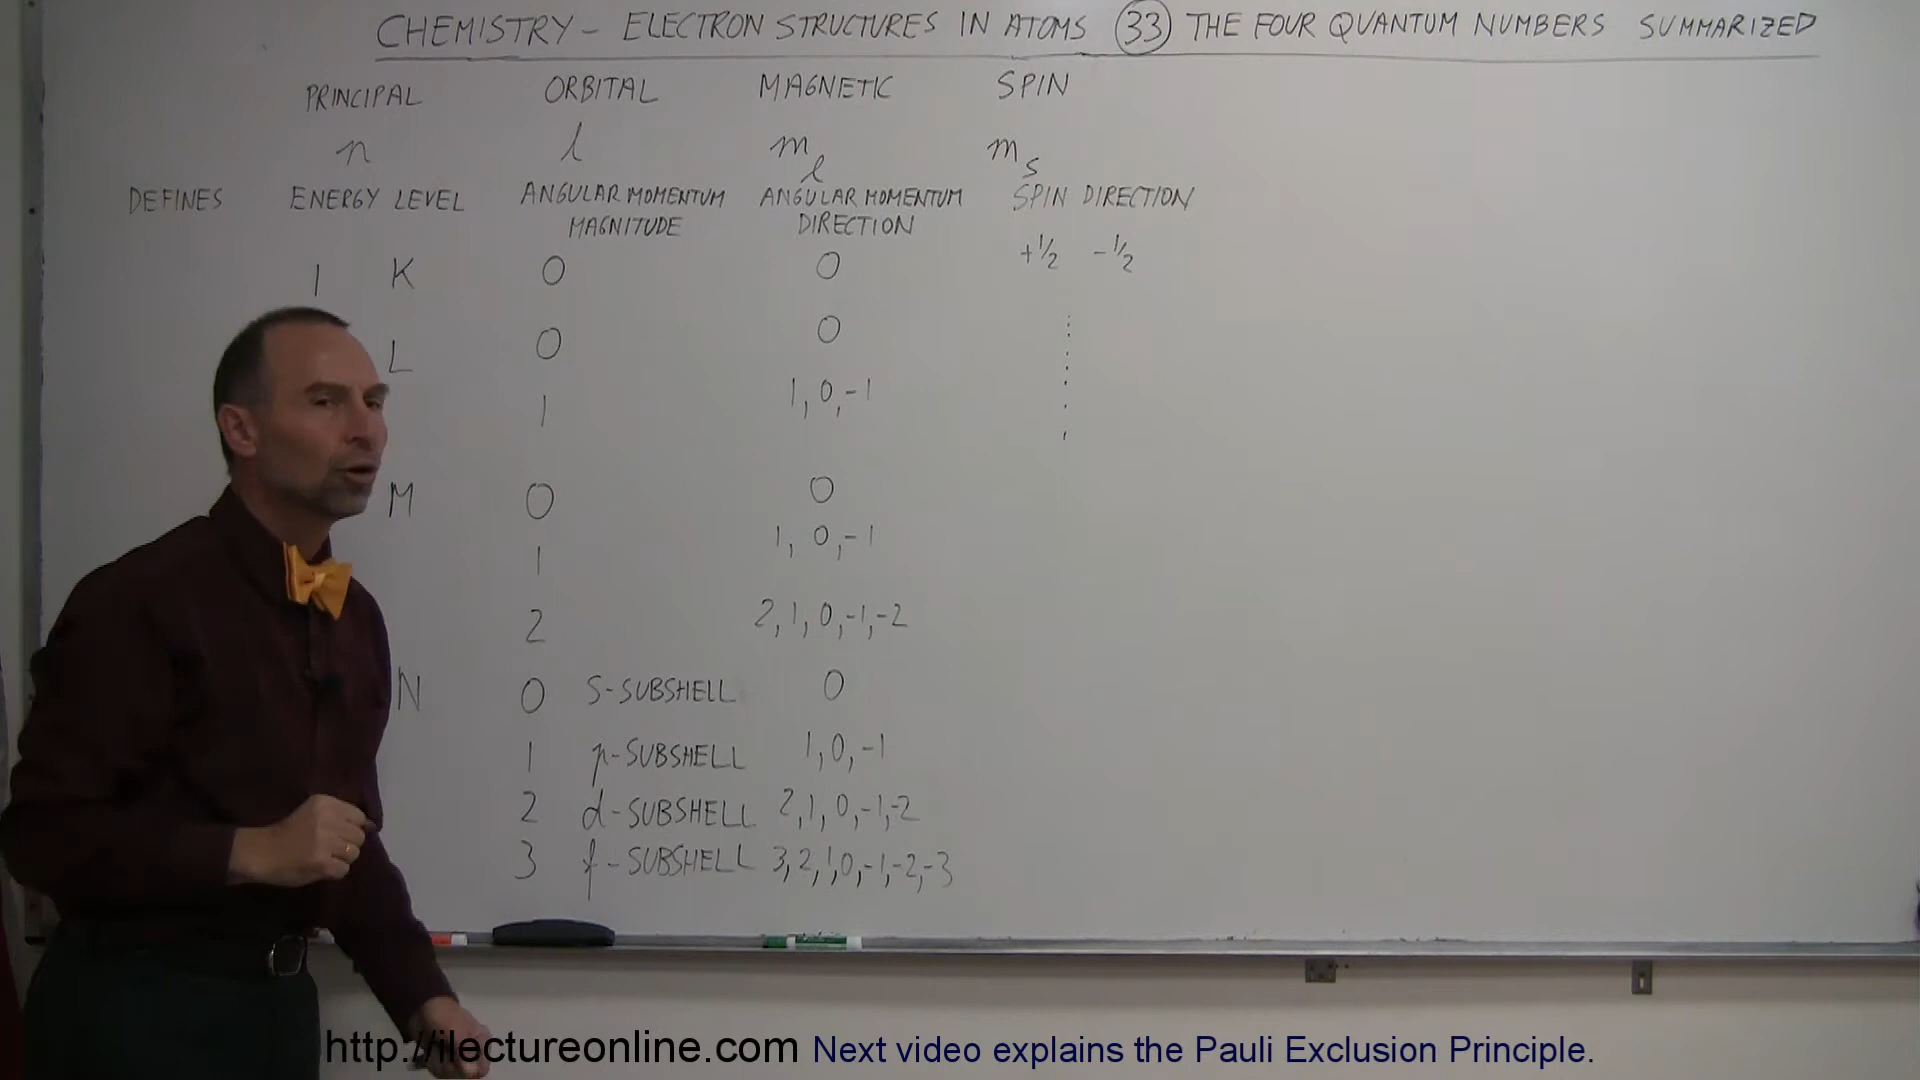 CHEMISTRY - ELECTRON STRUCTURES IN ATOMS 33 THE FOUR QUANTUM NUMBERS SUMMARIZED
PRINCIPAL ORBITAL MAGNETIC SPIN
n l m l m s
DEFINES ENERGY LEVEL ANGULAR MOMENTUM ANGULAR MOMENTUM SPIN DIRECTION
MAGNITUDE DIRECTION
1 K 0 0 +1/2 -1/2
L 0 0
1 1, 0, -1
M 0 0
1 1, 0, -1
2 2, 1, 0, -1, -2
N 0 S-SUBSHELL 0
1 p-SUBSHELL 1, 0, -1
2 d-SUBSHELL 2, 1, 0, -1, -2
3 f-SUBSHELL 3, 2, 1, 0, -1, -2, -3
http://ilectureonline.com Next video explains the Pauli Exclusion Principle.